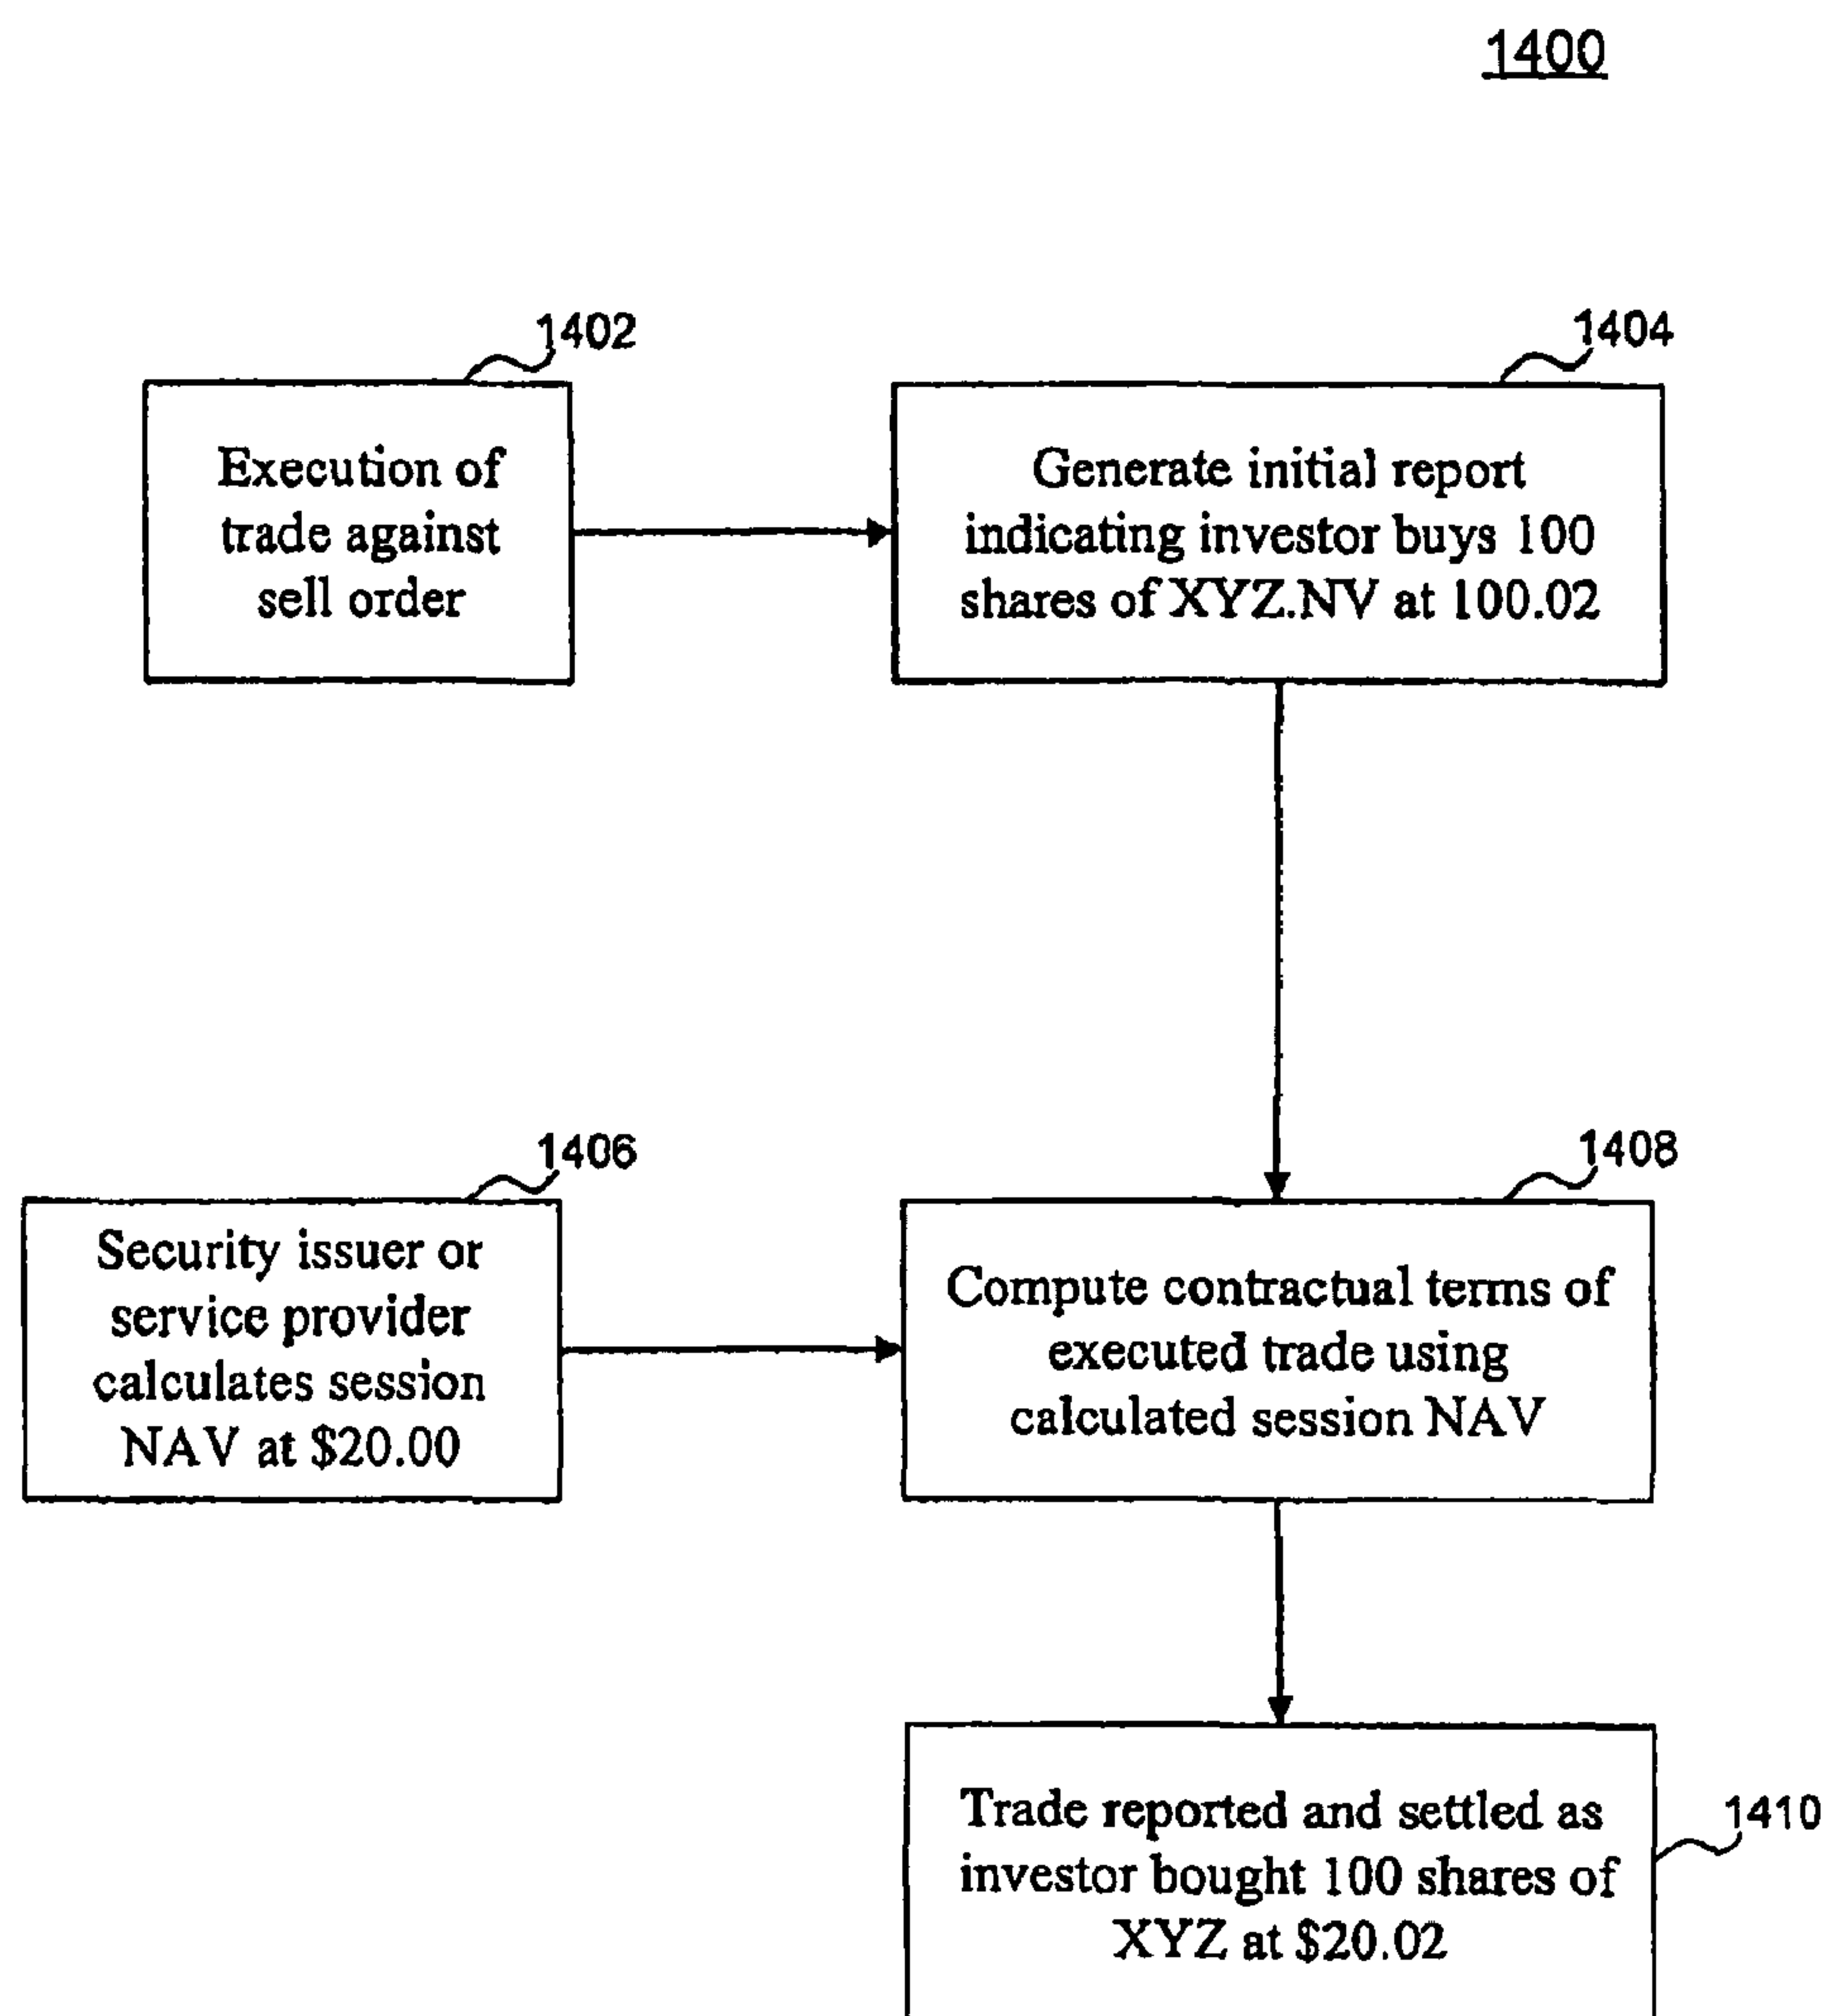 1400
1402
Execution of
trade against
sell order
1404
Generate initial report
indicating investor buys 100
shares of XYZ.NV at 100.02
1406
Security issuer or
service provider
calculates session
NAV at $20.00
1408
Compute contractual terms of
executed trade using
calculated session NAV
1410
Trade reported and settled as
investor bought 100 shares of
XYZ at $20.02